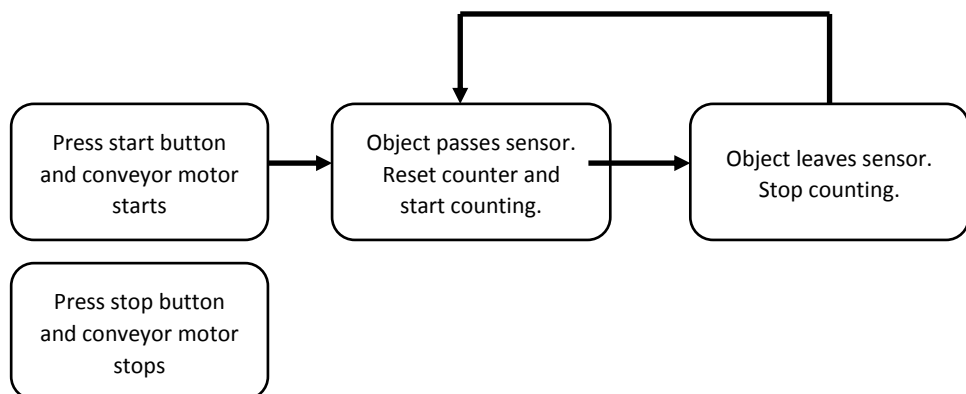 Press start button
and conveyor motor
starts
Object passes sensor.
Reset counter and
start counting.
Object leaves sensor.
Stop counting.
Press stop button
and conveyor motor
stops